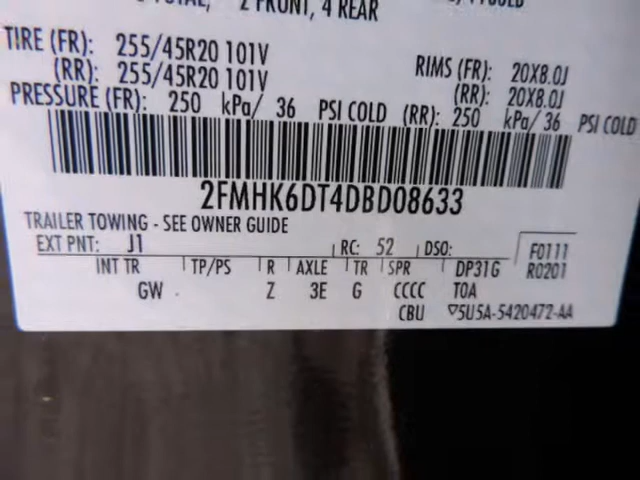 2 FRONT, 4 REAR
TIRE (FR): 255/45R20 101V
(RR): 255/45R20 101V
RIMS (FR): 20X8.0J
(RR): 20X8.0J
PRESSURE (FR): 250 kPa/ 36 PSI COLD (RR): 250 kPa/ 36 PSI COLD
2FMHK6DT4DBD08633
TRAILER TOWING - SEE OWNER GUIDE
EXT PNT: J1 RC: 52 DSO: F0111
R0201
INT TR TP/PS R AXLE TR SPR DP31G
GW Z 3E G CCCC TOA
CBU ▽5U5A-5420472-AA